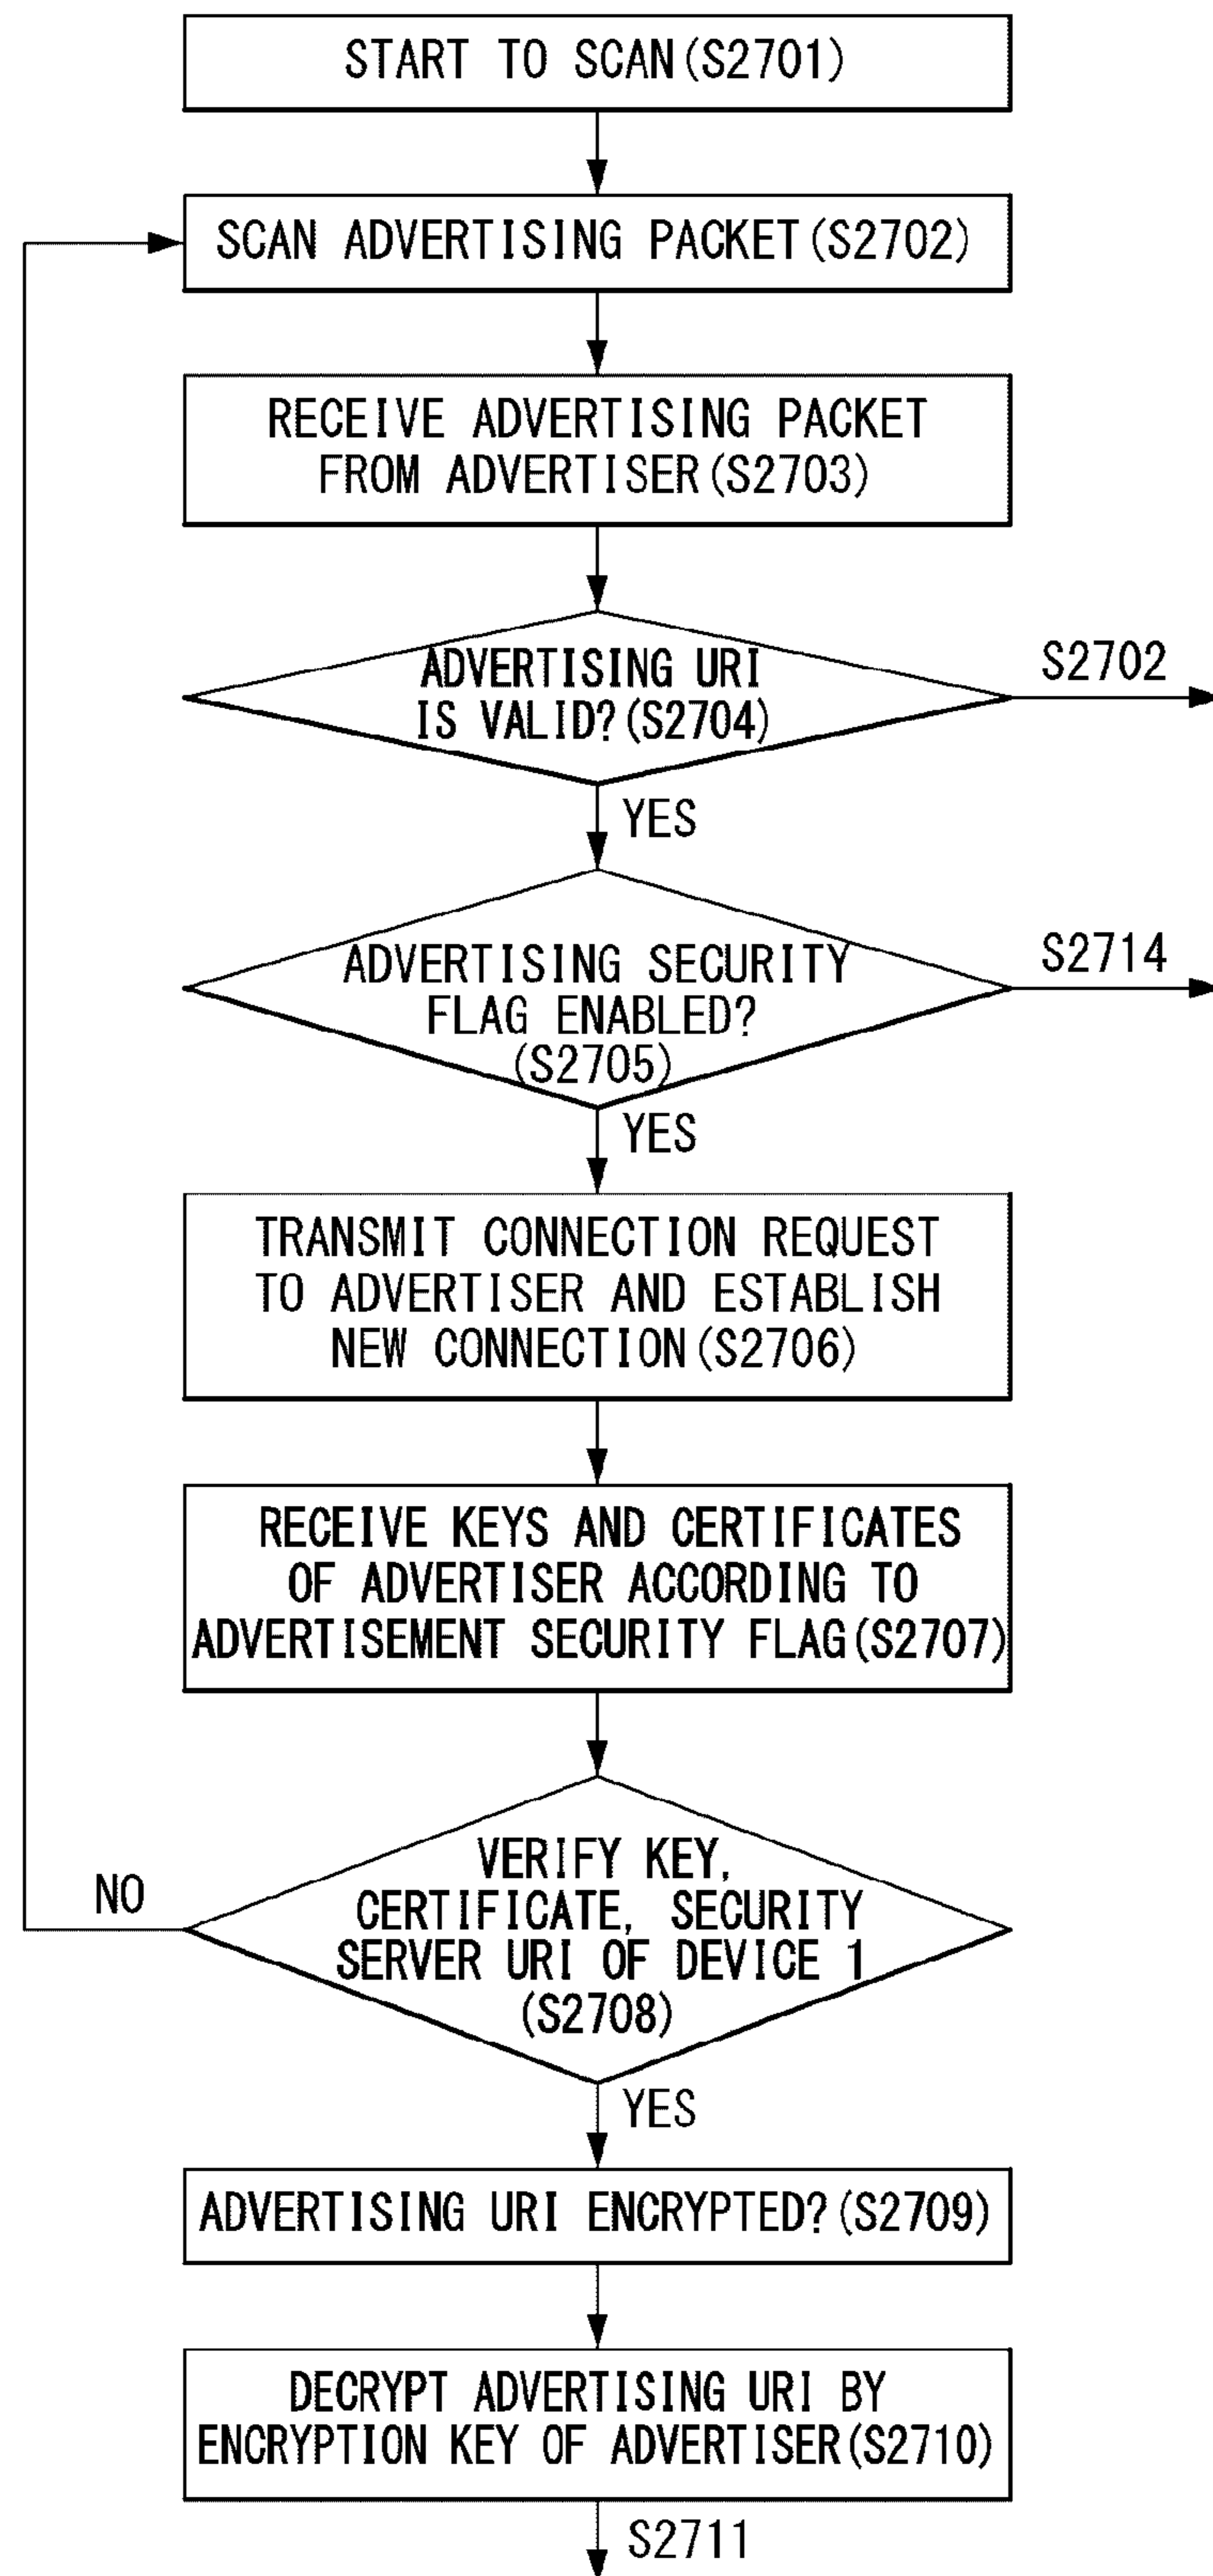 START TO SCAN(S2701)
SCAN ADVERTISING PACKET(S2702)
RECEIVE ADVERTISING PACKET
FROM ADVERTISER(S2703)
ADVERTISING URI
IS VALID?(S2704)
S2702
YES
ADVERTISING SECURITY
FLAG ENABLED?
(S2705)
S2714
YES
TRANSMIT CONNECTION REQUEST
TO ADVERTISER AND ESTABLISH
NEW CONNECTION(S2706)
RECEIVE KEYS AND CERTIFICATES
OF ADVERTISER ACCORDING TO
ADVERTISEMENT SECURITY FLAG(S2707)
VERIFY KEY,
CERTIFICATE, SECURITY
SERVER URI OF DEVICE 1
(S2708)
NO
YES
ADVERTISING URI ENCRYPTED?(S2709)
DECRYPT ADVERTISING URI BY
ENCRYPTION KEY OF ADVERTISER(S2710)
S2711